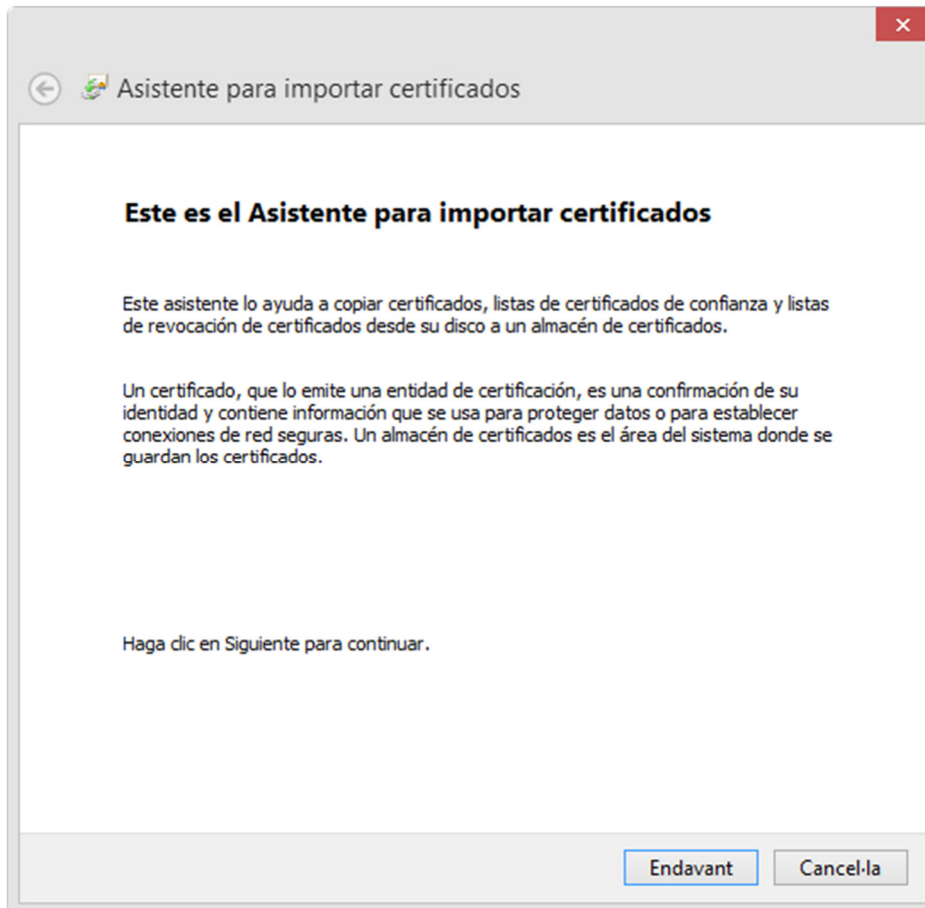 Asistente para importar certificados
Este es el Asistente para importar certificados
Este asistente lo ayuda a copiar certificados, listas de certificados de confianza y listas
de revocación de certificados desde su disco a un almacén de certificados.
Un certificado, que lo emite una entidad de certificación, es una confirmación de su
identidad y contiene información que se usa para proteger datos o para establecer
conexiones de red seguras. Un almacén de certificados es el área del sistema donde se
guardan los certificados.
Haga clic en Siguiente para continuar.
Endavant
Cancel·la